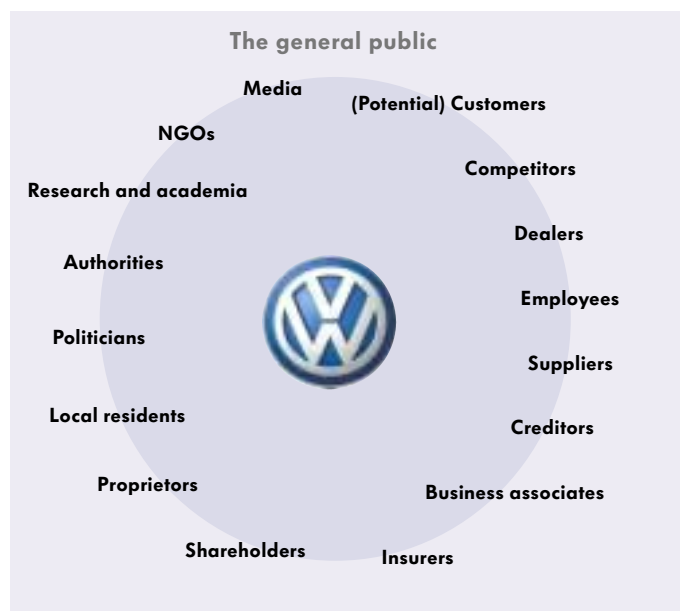 The general public
Media
(Potential) Customers
NGOs
Competitors
Research and academia
Dealers
Authorities
Employees
Politicians
Suppliers
Local residents
Creditors
Proprietors
Business associates
Shareholders
Insurers
VW